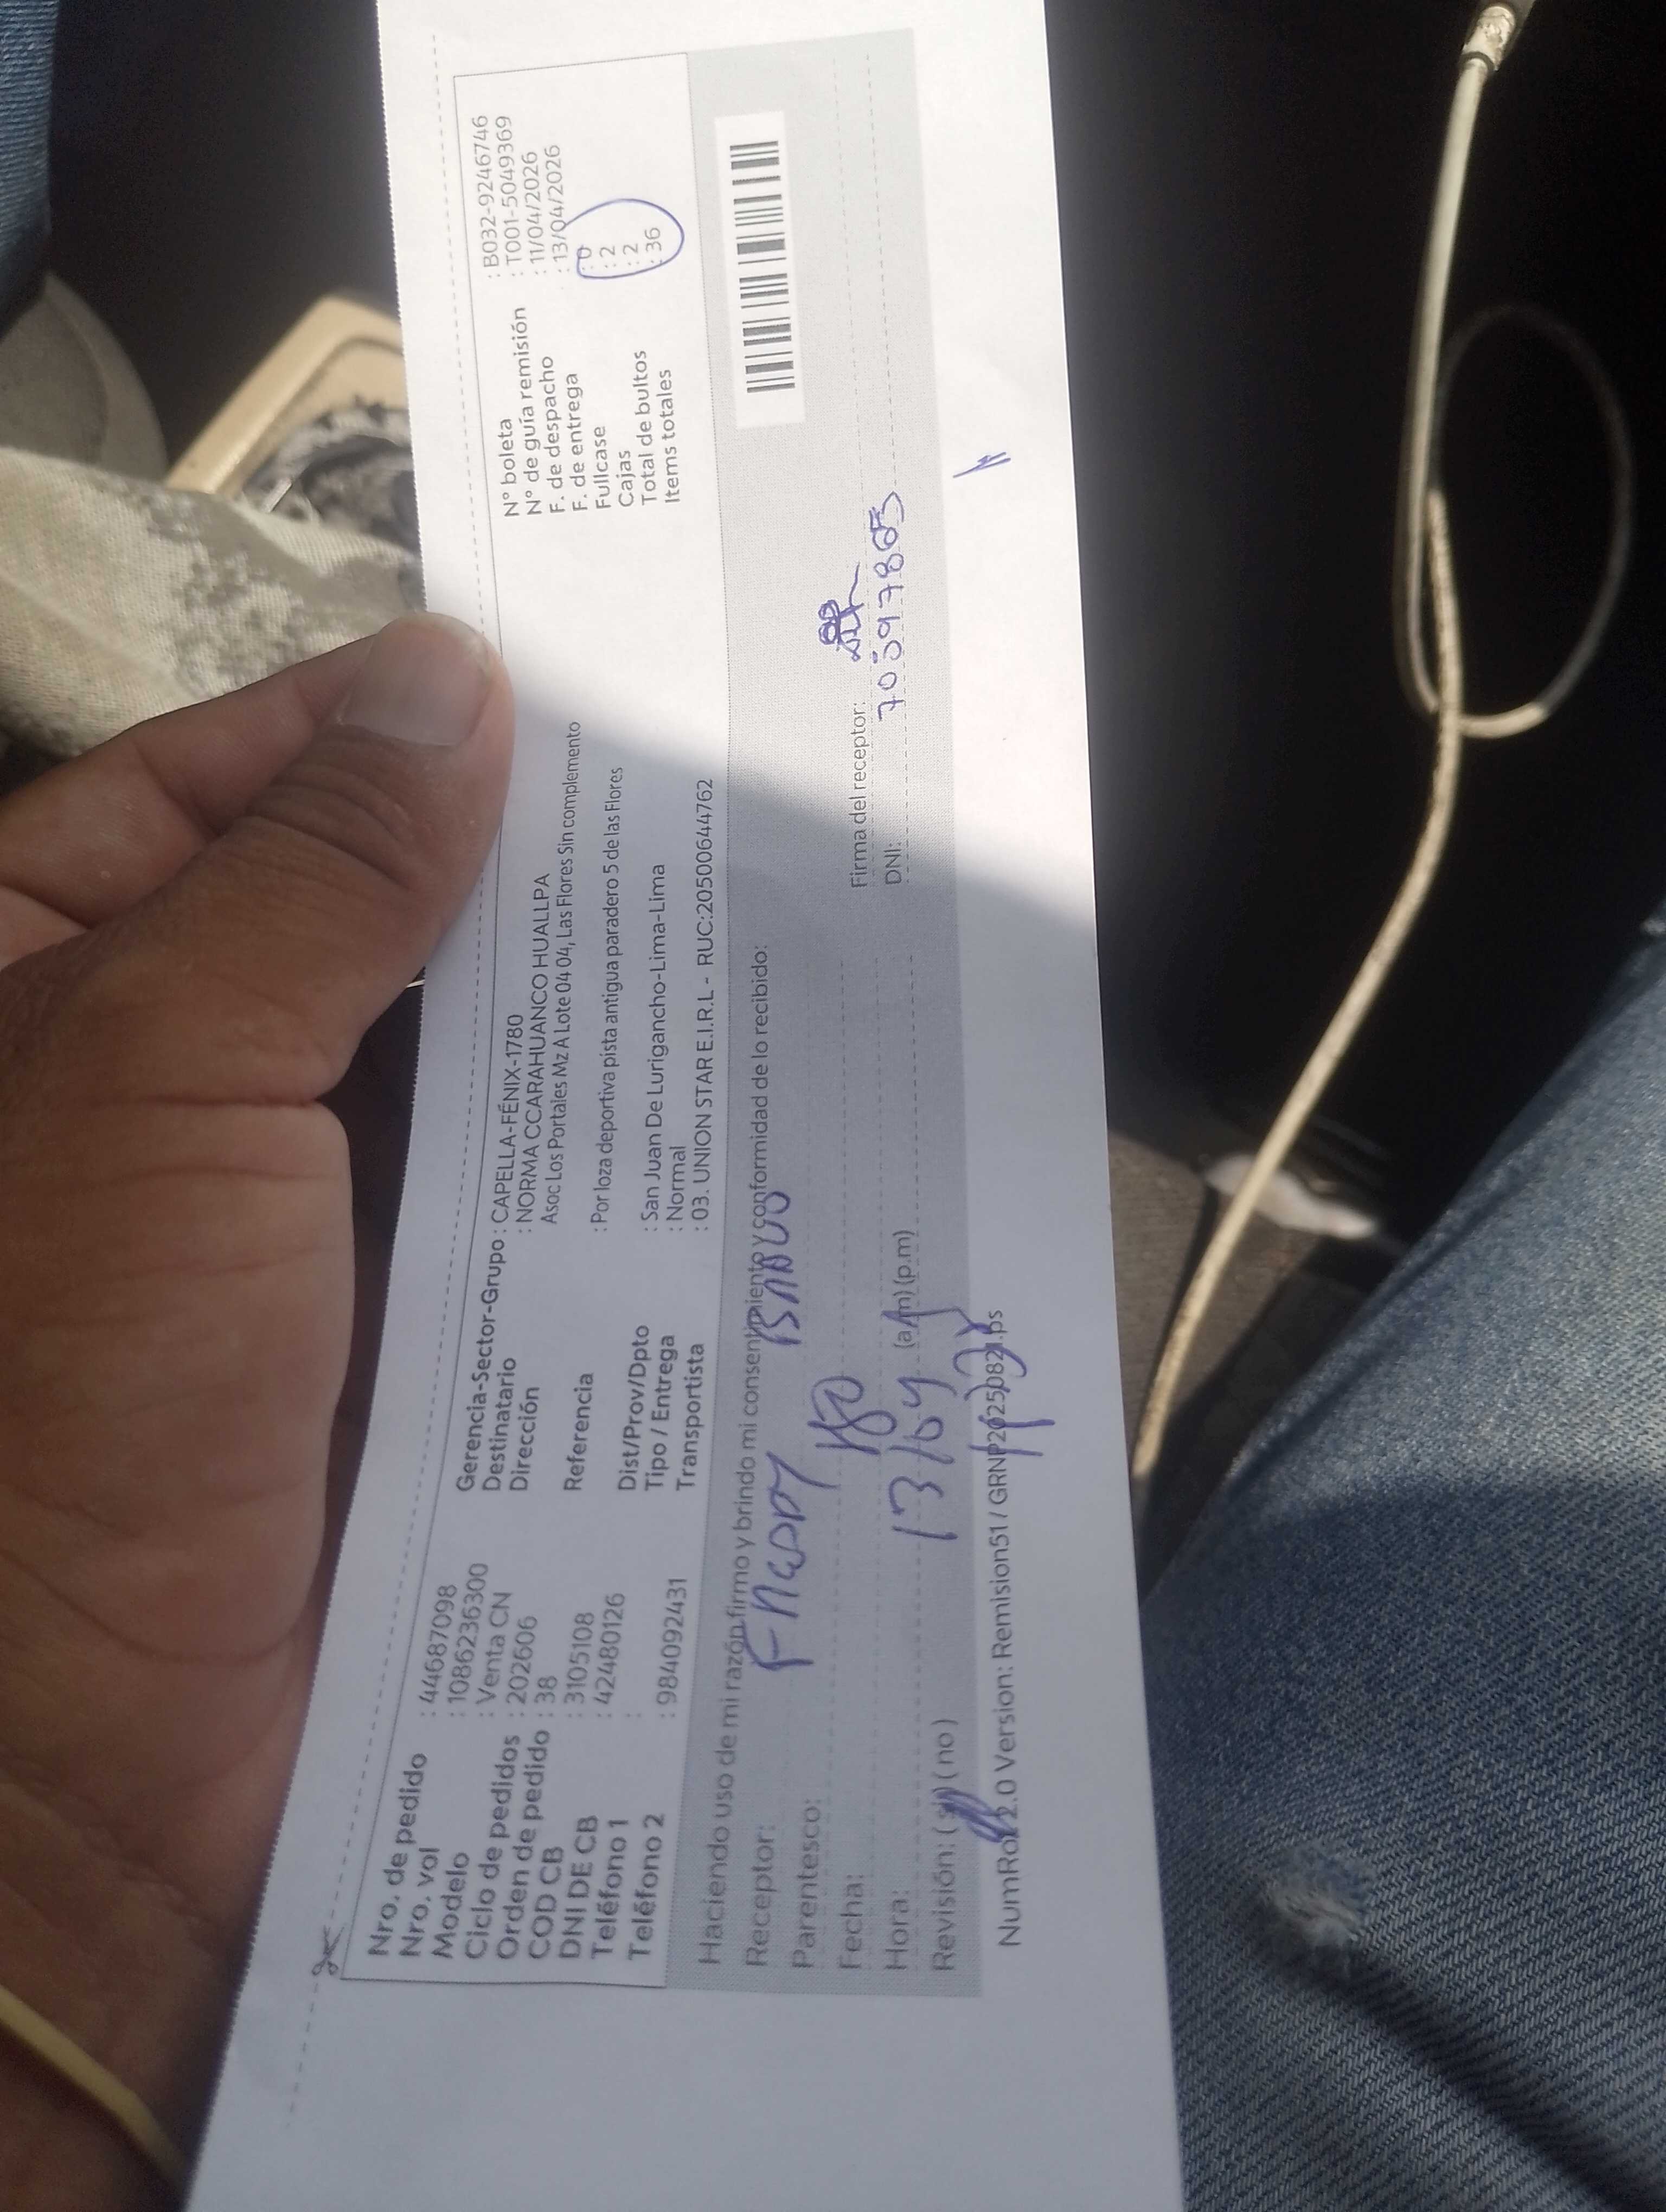 Nro. de pedido : 44687098
Nro. vol : 10862363​00
Modelo : Venta CN
Ciclo de pedidos : 202606
Orden de pedido : 38
COD CB : 3105108
DNI DE CB : 42480126
Teléfono 1 :
Teléfono 2 : 984092431
Gerencia-Sector-Grupo : CAPELLA-FÉNIX-1780
Destinatario : NORMA CCARAHUANCO HUALLPA
Dirección Asoc Los Portales Mz A Lote 04 04, Las Flores Sin complemento
Referencia : Por loza deportiva pista antigua paradero 5 de las Flores
Dist/Prov/Dpto : San Juan De Lurigancho-Lima-Lima
Tipo / Entrega : Normal
Transportista : 03. UNION STAR E.I.R.L - RUC:20500644762
N° boleta : B032-9246746
N° de guía remisión : T001-5049369
F. de despacho : 11/04/2026
F. de entrega : 13/04/2026
Fullcase : 0
Cajas : 2
Total de bultos : 2
Items totales : 36
Haciendo uso de mi razón firmo y brindo mi consentimiento y conformidad de lo recibido:
Receptor:
Parentesco:
Fecha: 13/04
Hora: (a.m) (p.m)
Revisión: (si) (no)
Firma del receptor:
DNI:
NumRo: 2.0 Version: Remision51 / GRNP20250821.ps